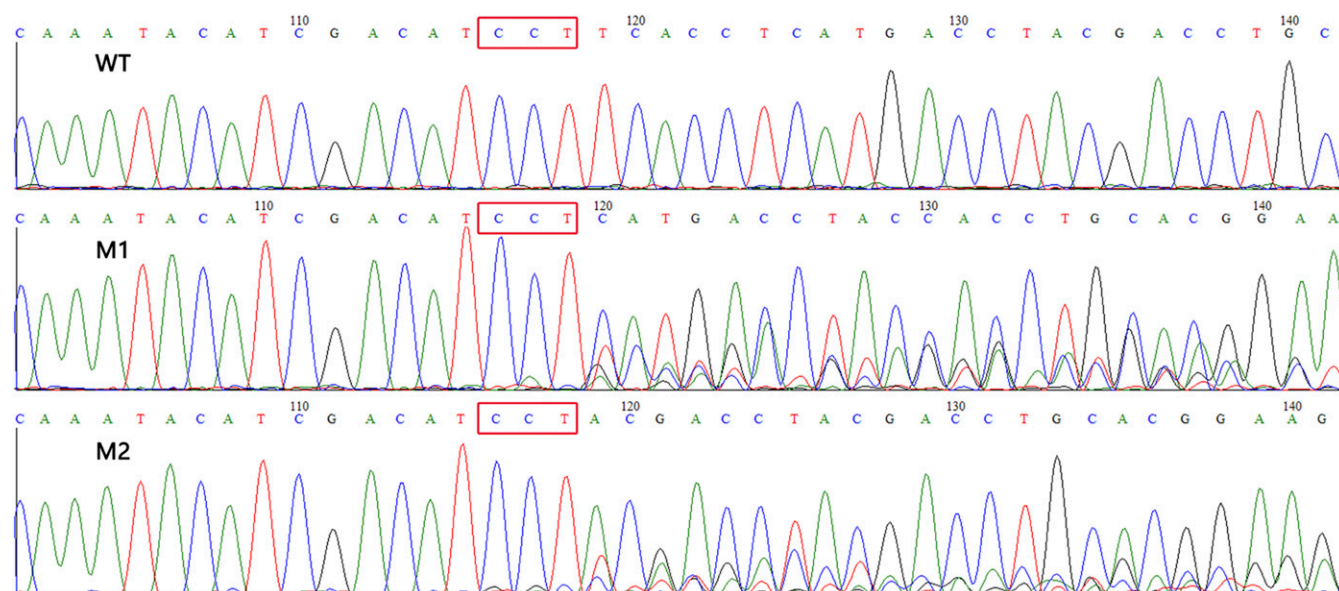 110 120 130 140
C A A A T A C A T C G A C A T C C T T C A C C T C A T G A C C T A C G A C C T G C
WT
110 120 130 140
C A A A T A C A T C G A C A T C C T C A T G A C C T A C C A C C T G C A C G G A A
M1
110 120 130 140
C A A A T A C A T C G A C A T C C T A C G A C C T A C G A C C T G C A C G G A A G
M2